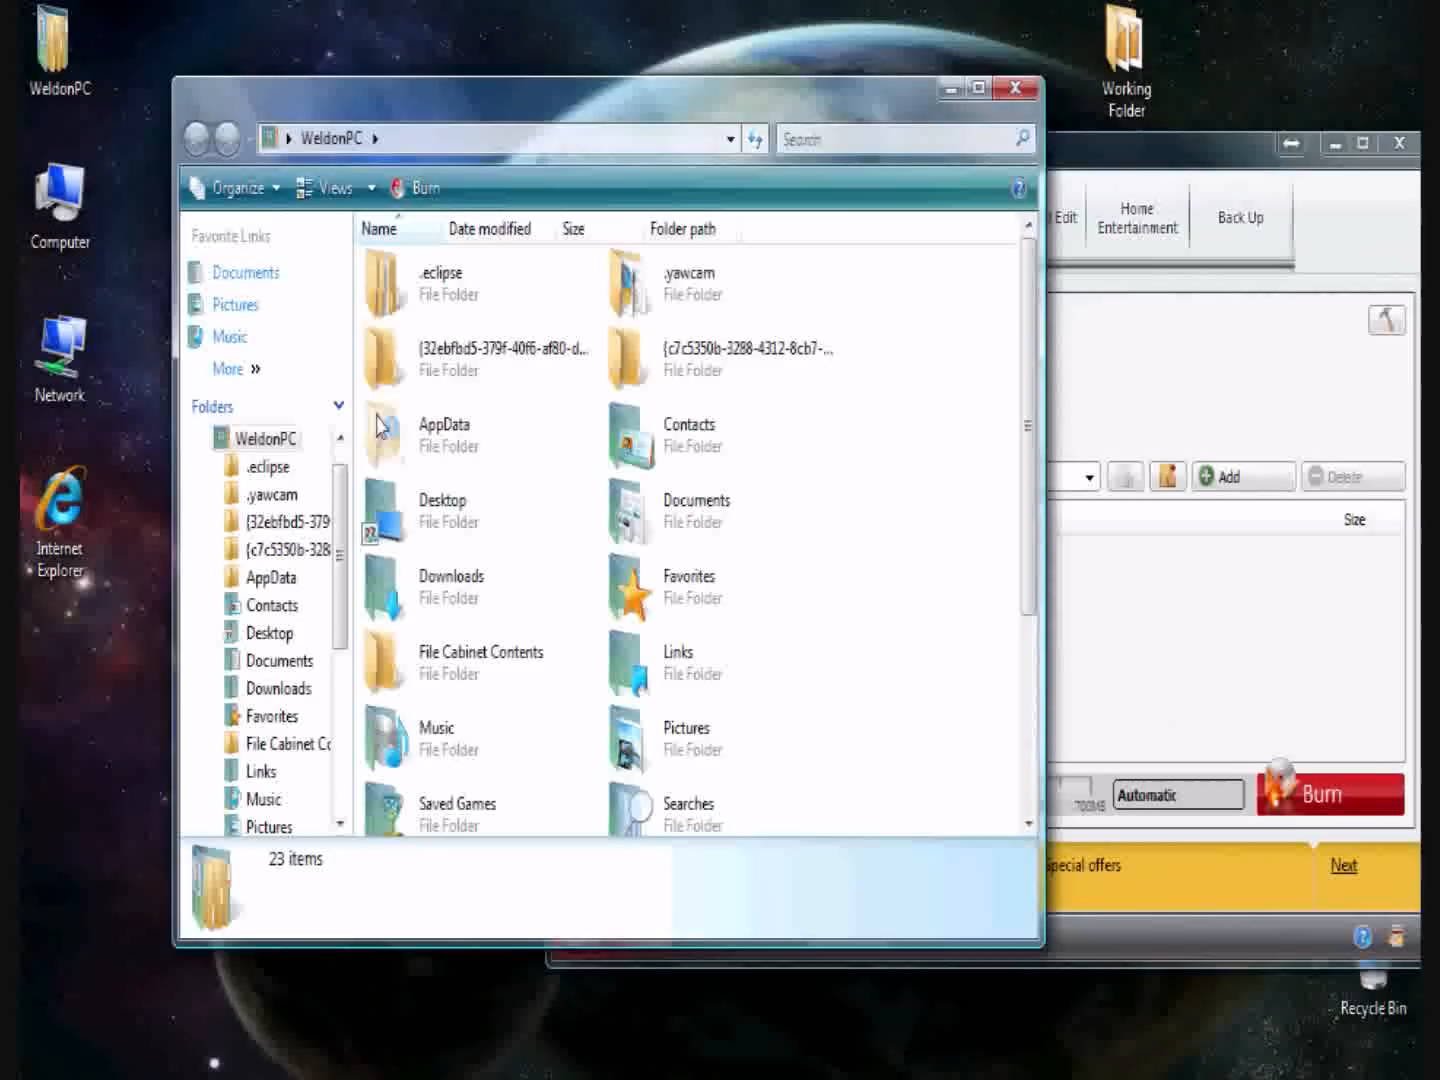 WeldonPC
Working
Folder
Computer
Network
Internet
Explorer
Recycle Bin
WeldonPC
Search
Organize
Views
Burn
Favorite Links
Documents
Pictures
Music
More »
Folders
WeldonPC
.eclipse
.yawcam
{32ebfbd5-379
{c7c5350b-328
AppData
Contacts
Desktop
Documents
Downloads
Favorites
File Cabinet Co
Links
Music
Pictures
Name Date modified Size Folder path
.eclipse
File Folder
.yawcam
File Folder
{32ebfbd5-379f-40f6-af80-d...
File Folder
{c7c5350b-3288-4312-8cb7-...
File Folder
AppData
File Folder
Contacts
File Folder
Desktop
File Folder
Documents
File Folder
Downloads
File Folder
Favorites
File Folder
File Cabinet Contents
File Folder
Links
File Folder
Music
File Folder
Pictures
File Folder
Saved Games
File Folder
Searches
File Folder
23 items
Edit
Home
Entertainment
Back Up
Add
Delete
Size
700MB
Automatic
Burn
special offers
Next